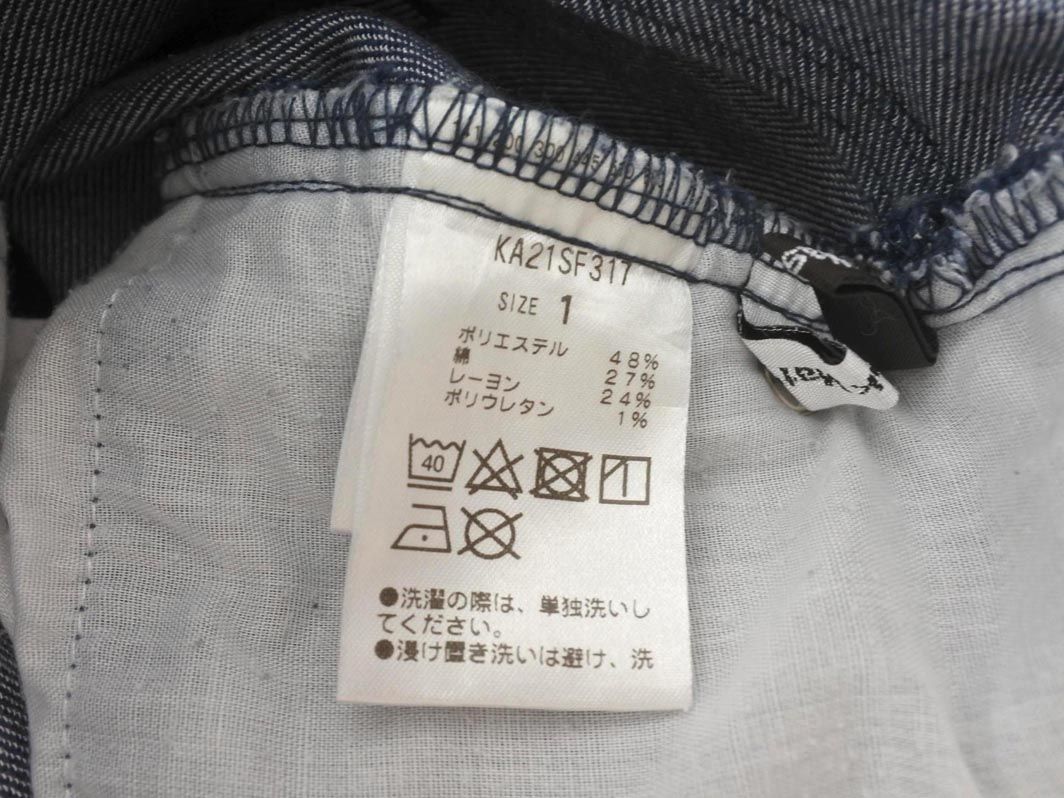 KA21SF317
SIZE 1
ポリエステル 48%
綿 27%
レーヨン 24%
ポリウレタン 1%
40
●洗濯の際は、単独洗いし
てください。
●浸け置き洗いは避け、洗